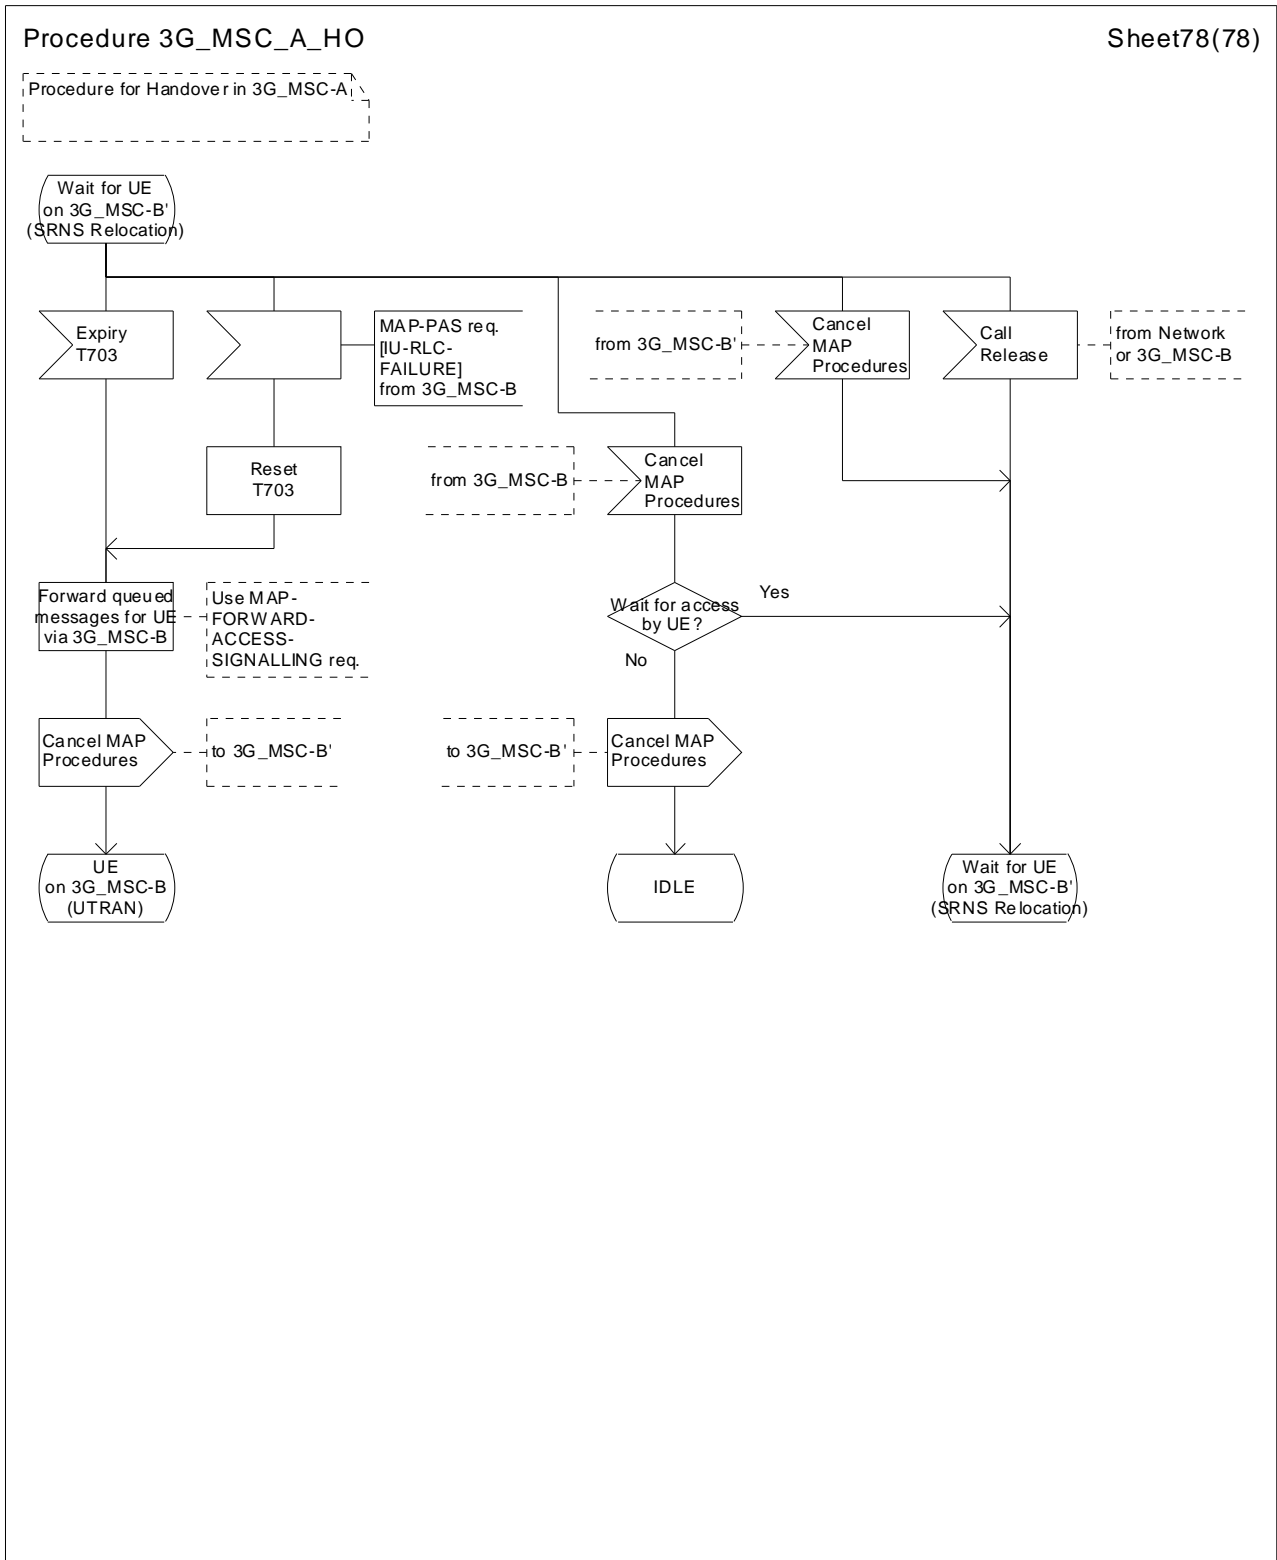 Procedure 3G_MSC_A_HO
Sheet78(78)
Procedure for Handover in 3G_MSC-A
Wait for UE
on 3G_MSC-B'
(SRNS Relocation)
Expiry
T703
MAP-PAS req.
[IU-RLC-
FAILURE]
from 3G_MSC-B
from 3G_MSC-B'
Cancel
MAP
Procedures
Call
Release
from Network
or 3G_MSC-B
Reset
T703
from 3G_MSC-B
Cancel
MAP
Procedures
Forward queued
messages for UE
via 3G_MSC-B
Use MAP-
FORWARD-
ACCESS-
SIGNALLING req.
Wait for access
by UE?
Yes
No
Cancel MAP
Procedures
to 3G_MSC-B'
to 3G_MSC-B'
Cancel MAP
Procedures
UE
on 3G_MSC-B
(UTRAN)
IDLE
Wait for UE
on 3G_MSC-B'
(SRNS Relocation)